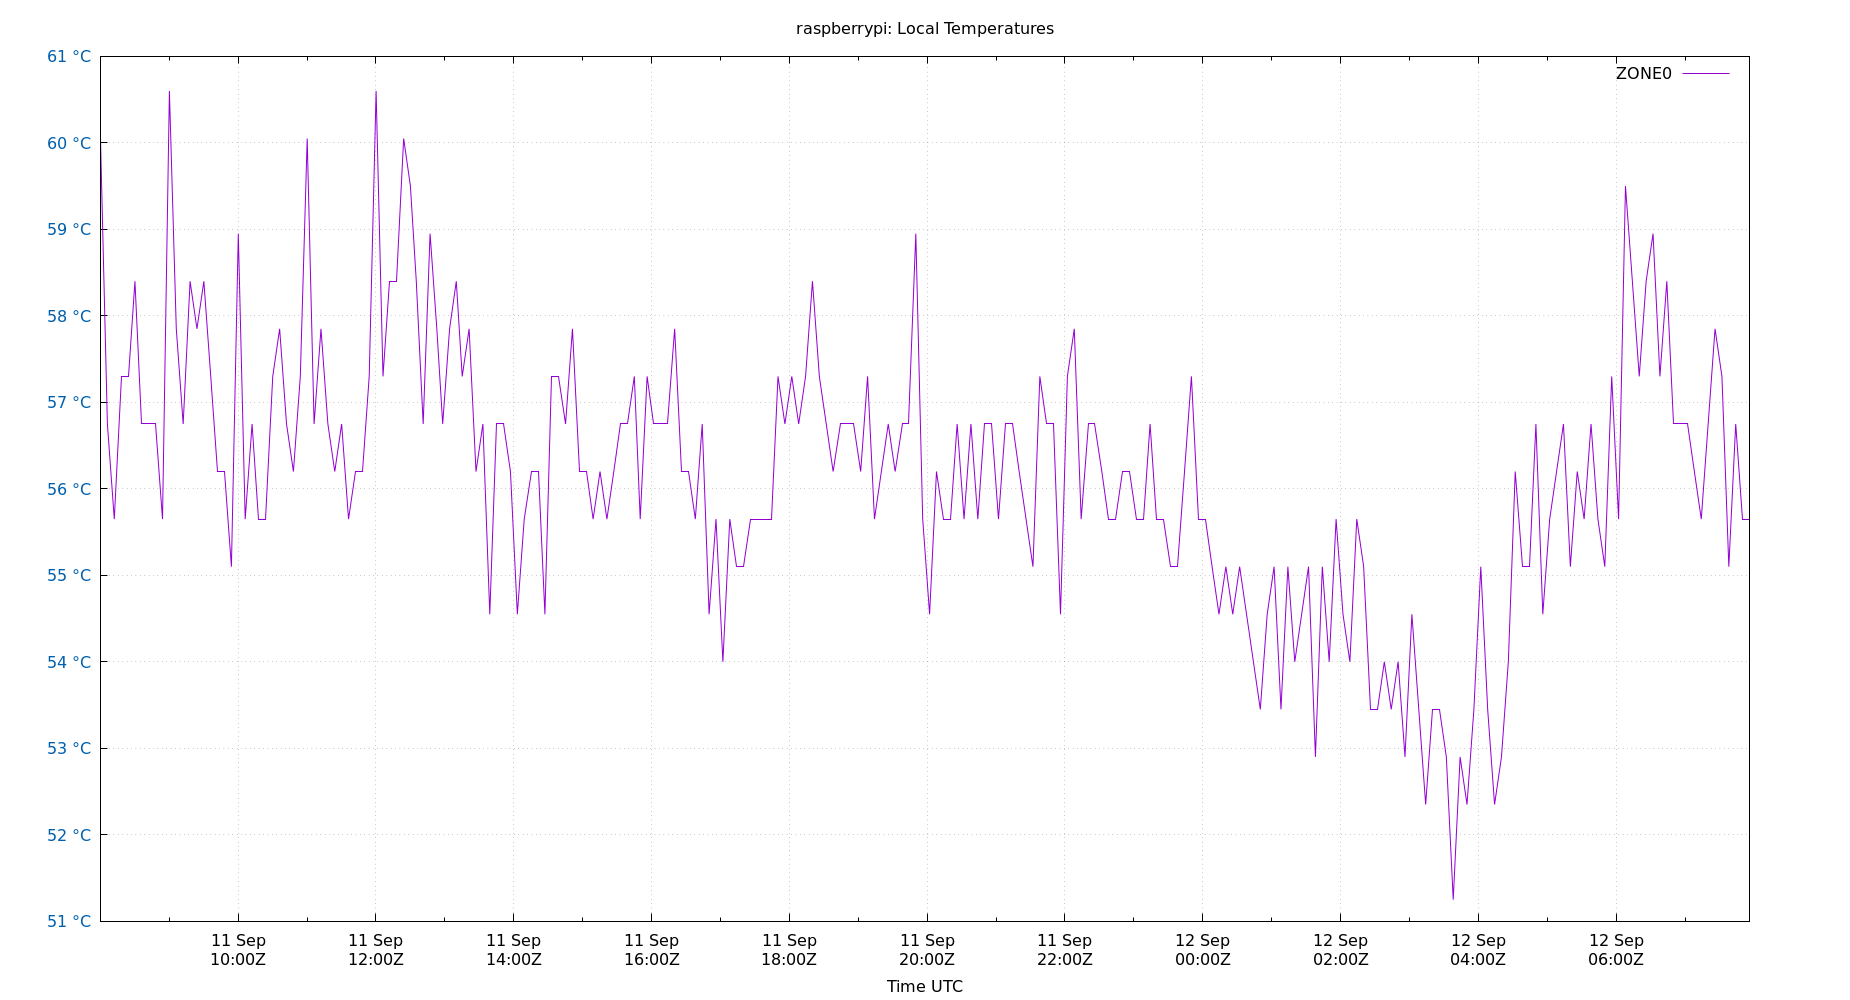 raspberrypi: Local Temperatures
61 °C
ZONE0
60 °C
59 °C
58 °C
57 °C
56 °C
55 °C
54 °C
53 °C
52 °C
51 °C
11 Sep 11 Sep 11 Sep 11 Sep 11 Sep 11 Sep 11 Sep 12 Sep 12 Sep 12 Sep 12 Sep
10:00Z 12:00Z 14:00Z 16:00Z 18:00Z 20:00Z 22:00Z 00:00Z 02:00Z 04:00Z 06:00Z
Time UTC